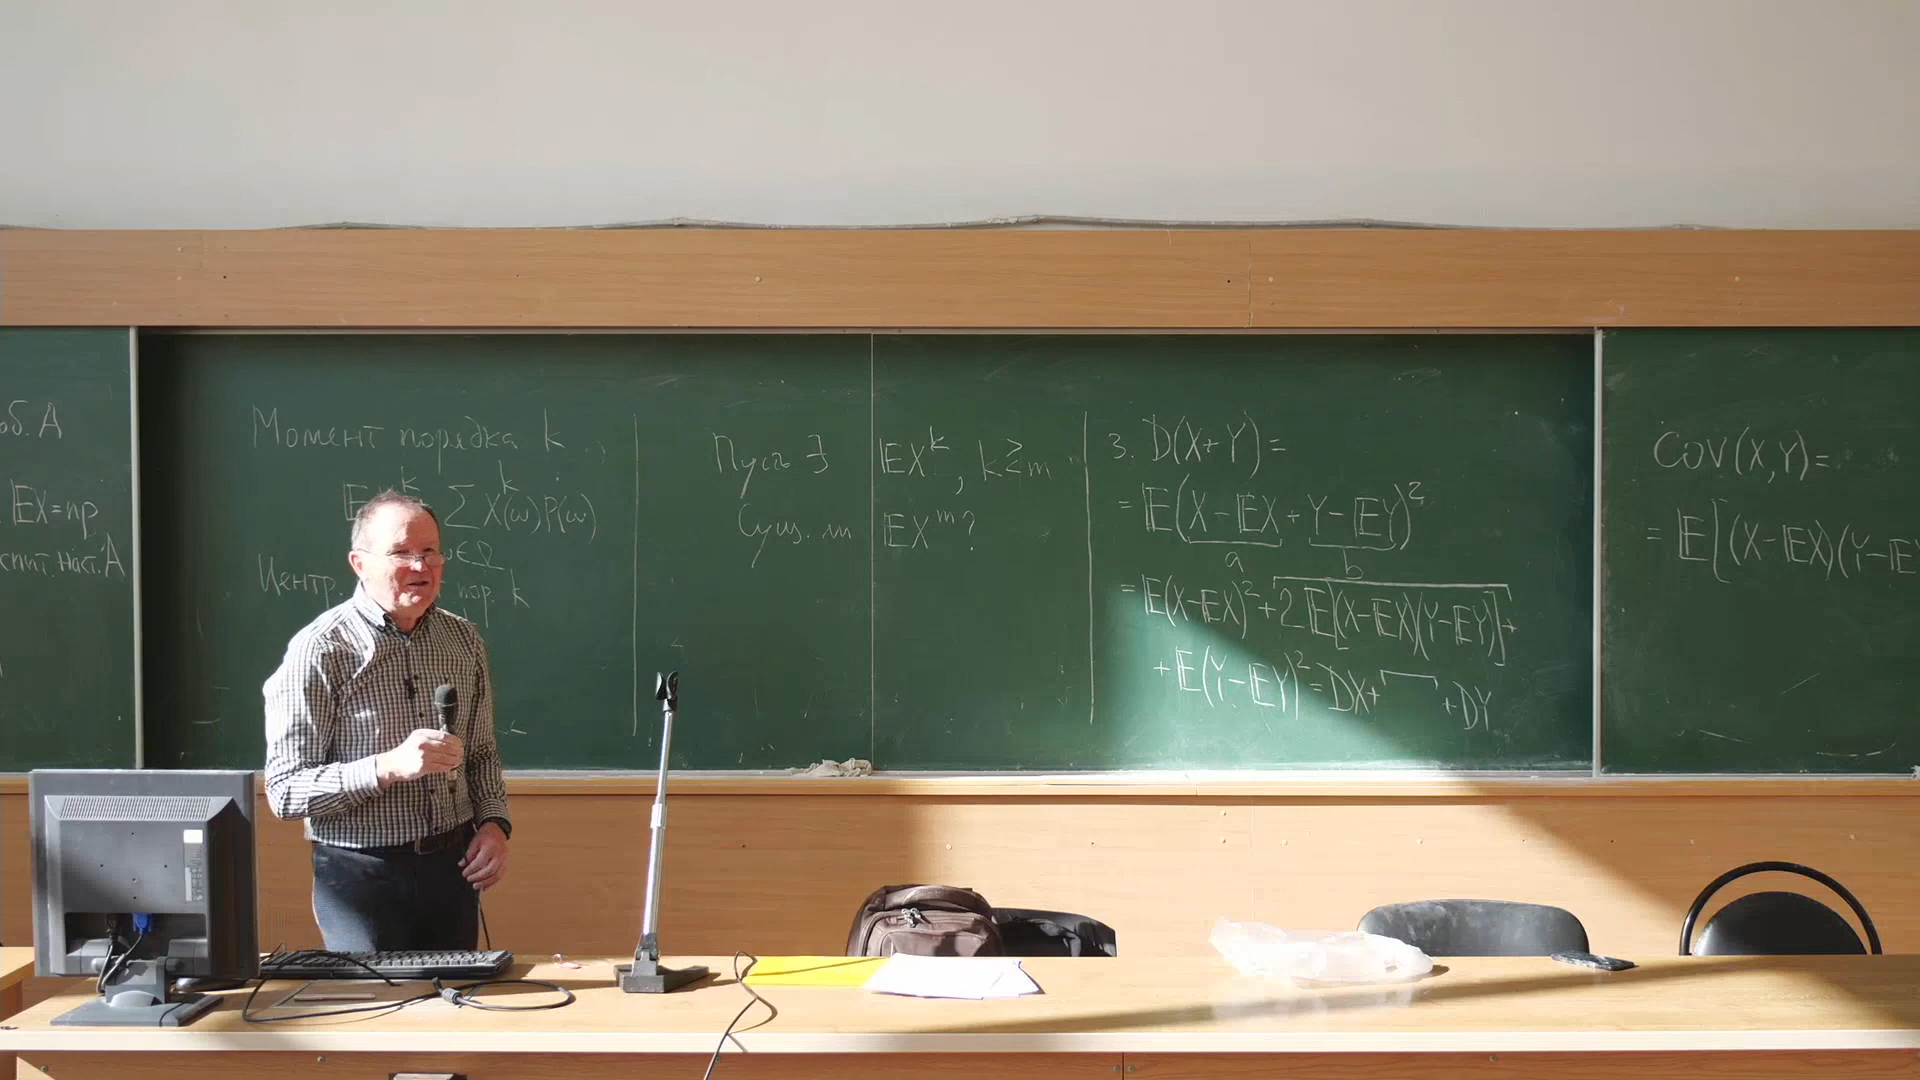 об. A
EX=np
спит. наст. A
Момент порядка k
E k = ∑ X^k(ω)P(ω)
ω∈Ω
Центр. пор. k
Пусть ∃ EX^k, k≥m
Сущ. ли EX^m?
3. D(X+Y)=
=E(X-EX+Y-EY)^2
a b
=E(X-EX)^2+2E[(X-EX)(Y-EY)]+
+E(Y-EY)^2=DX+ +DY
COV(X,Y)=
=E[(X-EX)(Y-EY